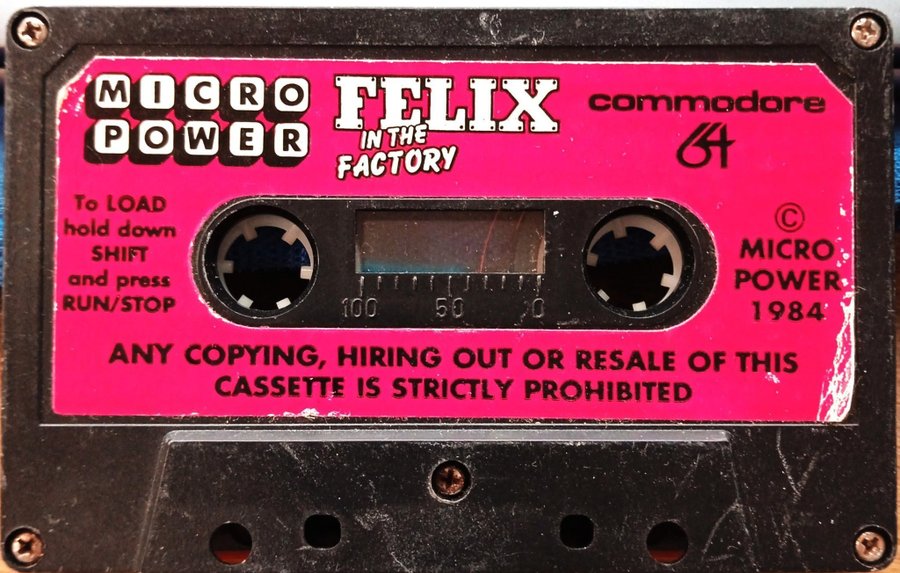 MICRO
POWER
FELIX
IN THE
FACTORY
commodore
64
To LOAD
hold down
SHIFT
and press
RUN/STOP
100 50 0
©
MICRO
POWER
1984
ANY COPYING, HIRING OUT OR RESALE OF THIS
CASSETTE IS STRICTLY PROHIBITED